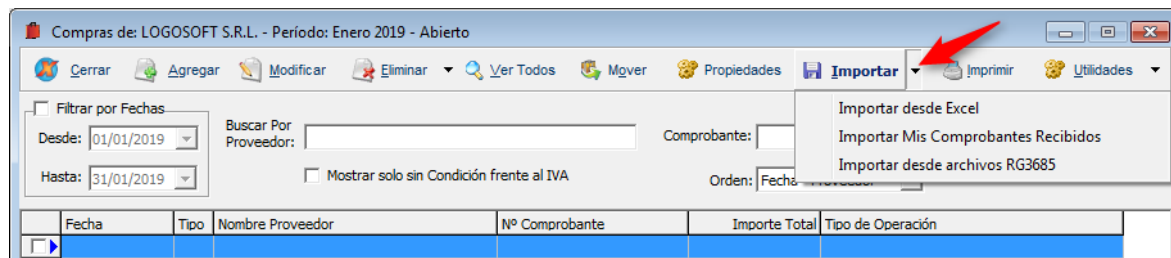 Compras de: LOGOSOFT S.R.L. - Período: Enero 2019 - Abierto
Cerrar Agregar Modificar Eliminar Ver Todos Mover Propiedades Importar Imprimir Utilidades
Importar desde Excel
Importar Mis Comprobantes Recibidos
Importar desde archivos RG3685
Filtrar por Fechas
Desde: 01/01/2019
Hasta: 31/01/2019
Buscar Por
Proveedor:
Comprobante:
Mostrar solo sin Condición frente al IVA
Orden: Fecha - Proveedor
Fecha Tipo Nombre Proveedor Nº Comprobante Importe Total Tipo de Operación